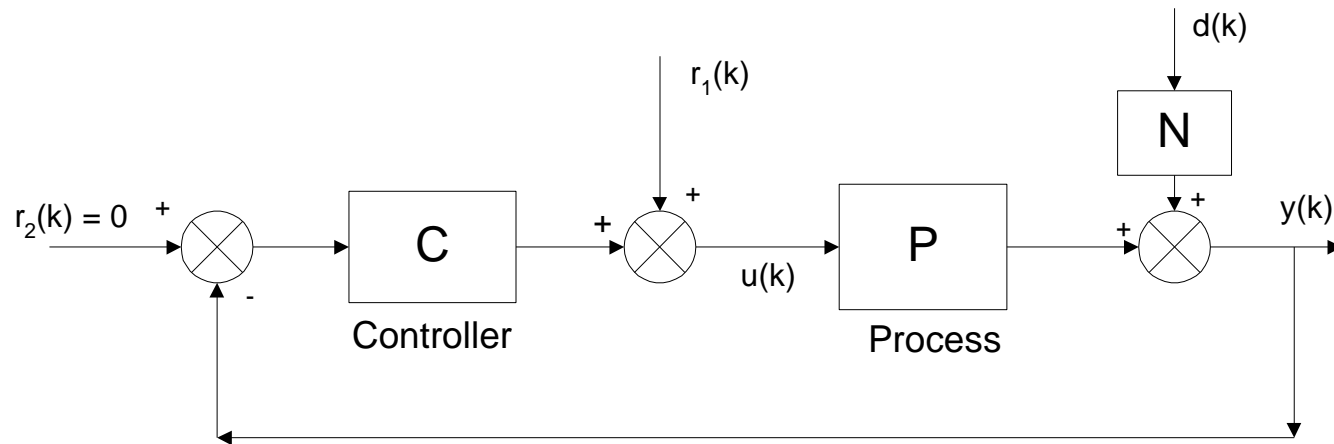 d(k)
r₁(k)
N
+
+
+
+
+
r₂(k) = 0
C
P
y(k)
u(k)
-
Controller
Process